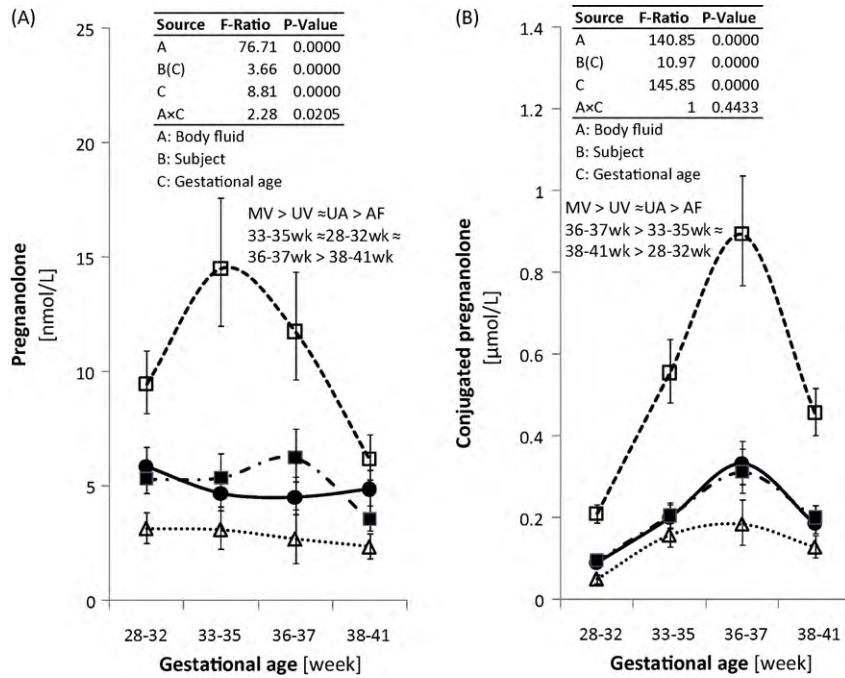 (A)
Source F-Ratio P-Value
A 76.71 0.0000
B(C) 3.66 0.0000
C 8.81 0.0000
A×C 2.28 0.0205
A: Body fluid
B: Subject
C: Gestational age
MV > UV ≈UA > AF
33-35wk ≈28-32wk ≈
36-37wk > 38-41wk
Pregnanolone
[nmol/L]
25
20
15
10
5
0
28-32 33-35 36-37 38-41
Gestational age [week]
(B)
Source F-Ratio P-Value
A 140.85 0.0000
B(C) 10.97 0.0000
C 145.85 0.0000
A×C 1 0.4433
A: Body fluid
B: Subject
C: Gestational age
MV > UV ≈UA > AF
36-37wk > 33-35wk ≈
38-41wk > 28-32wk
Conjugated pregnanolone
[µmol/L]
1.4
1.2
1
0.8
0.6
0.4
0.2
0
28-32 33-35 36-37 38-41
Gestational age [week]